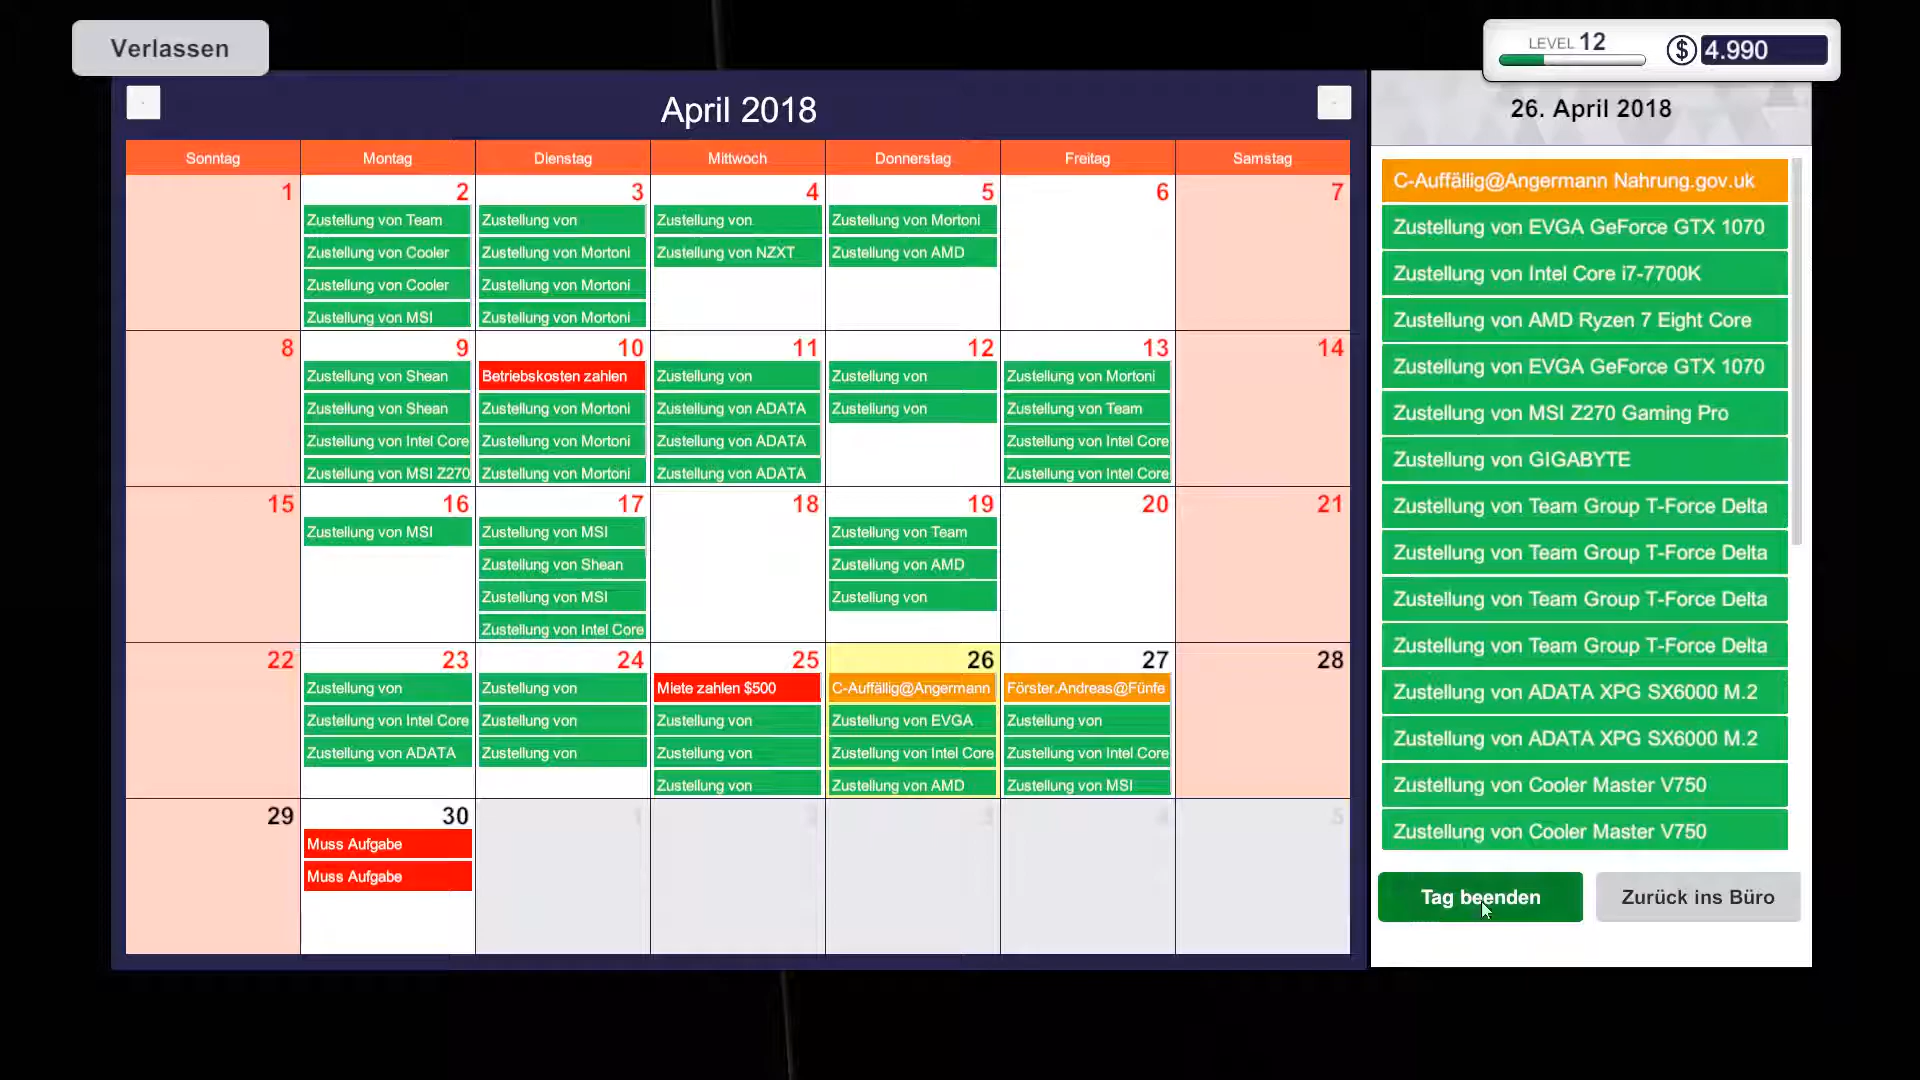 Verlassen
LEVEL 12
$ 4.990
April 2018
26. April 2018
Sonntag Montag Dienstag Mittwoch Donnerstag Freitag Samstag
1 2 3 4 5 6 7
Zustellung von Team Zustellung von Zustellung von Zustellung von Mortoni
Zustellung von Cooler Zustellung von Mortoni Zustellung von NZXT Zustellung von AMD
Zustellung von Cooler Zustellung von Mortoni
Zustellung von MSI Zustellung von Mortoni
8 9 10 11 12 13 14
Zustellung von Shean Betriebskosten zahlen Zustellung von Zustellung von Zustellung von Mortoni
Zustellung von Shean Zustellung von Mortoni Zustellung von ADATA Zustellung von Zustellung von Team
Zustellung von Intel Core Zustellung von Mortoni Zustellung von ADATA Zustellung von Intel Core
Zustellung von MSI Z270 Zustellung von Mortoni Zustellung von ADATA Zustellung von Intel Core
15 16 17 18 19 20 21
Zustellung von MSI Zustellung von MSI Zustellung von Team
Zustellung von Shean Zustellung von AMD
Zustellung von MSI Zustellung von
Zustellung von Intel Core
22 23 24 25 26 27 28
Zustellung von Zustellung von Miete zahlen $500 C-Auffällig@Angermann Förster.Andreas@Fünfe
Zustellung von Intel Core Zustellung von Zustellung von Zustellung von EVGA Zustellung von
Zustellung von ADATA Zustellung von Zustellung von Zustellung von Intel Core Zustellung von Intel Core
Zustellung von Zustellung von AMD Zustellung von MSI
29 30 1 2 3 4 5
Muss Aufgabe
Muss Aufgabe
C-Auffällig@Angermann Nahrung.gov.uk
Zustellung von EVGA GeForce GTX 1070
Zustellung von Intel Core i7-7700K
Zustellung von AMD Ryzen 7 Eight Core
Zustellung von EVGA GeForce GTX 1070
Zustellung von MSI Z270 Gaming Pro
Zustellung von GIGABYTE
Zustellung von Team Group T-Force Delta
Zustellung von Team Group T-Force Delta
Zustellung von Team Group T-Force Delta
Zustellung von Team Group T-Force Delta
Zustellung von ADATA XPG SX6000 M.2
Zustellung von ADATA XPG SX6000 M.2
Zustellung von Cooler Master V750
Zustellung von Cooler Master V750
Tag beenden
Zurück ins Büro